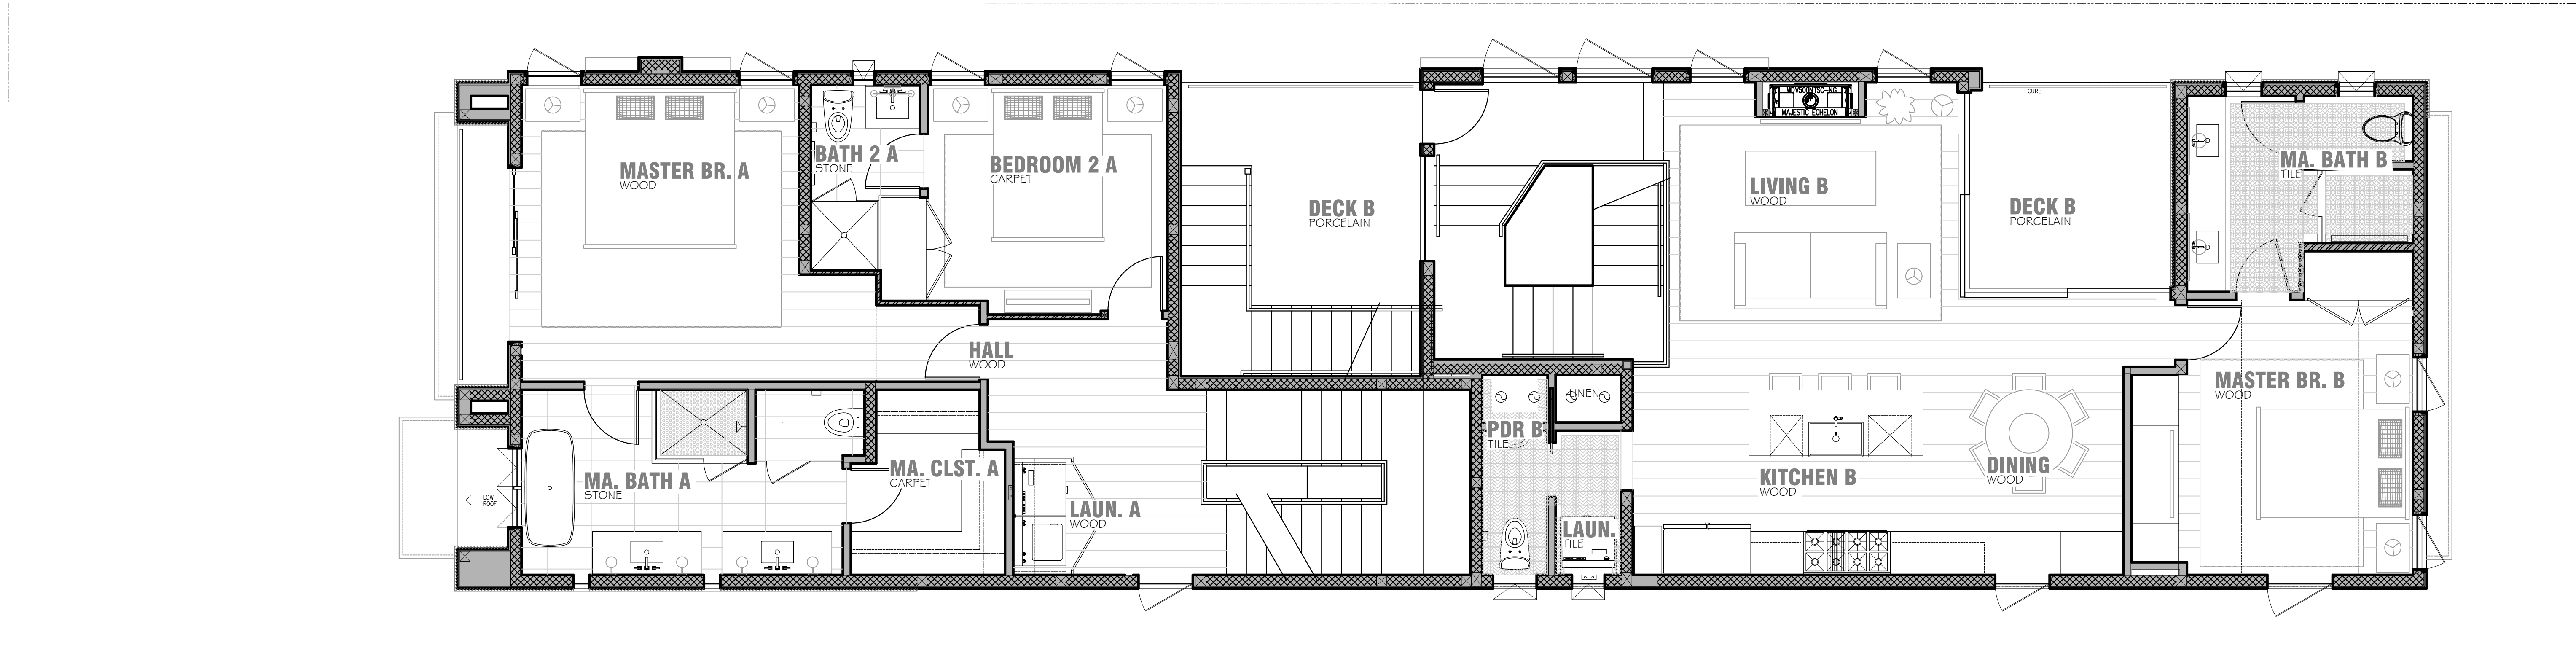 MDV500NTSC-NG
MAJESTIC ECHELON
CURB
BATH 2 A
STONE
MASTER BR. A
WOOD
BEDROOM 2 A
CARPET
MA. BATH B
TILE
LIVING B
WOOD
DECK B
PORCELAIN
DECK B
PORCELAIN
HALL
WOOD
MASTER BR. B
WOOD
LINEN
PDR B
TILE
MA. BATH A
STONE
MA. CLST. A
CARPET
KITCHEN B
WOOD
DINING
WOOD
LOW
ROOF
LAUN. A
WOOD
LAUN.
TILE